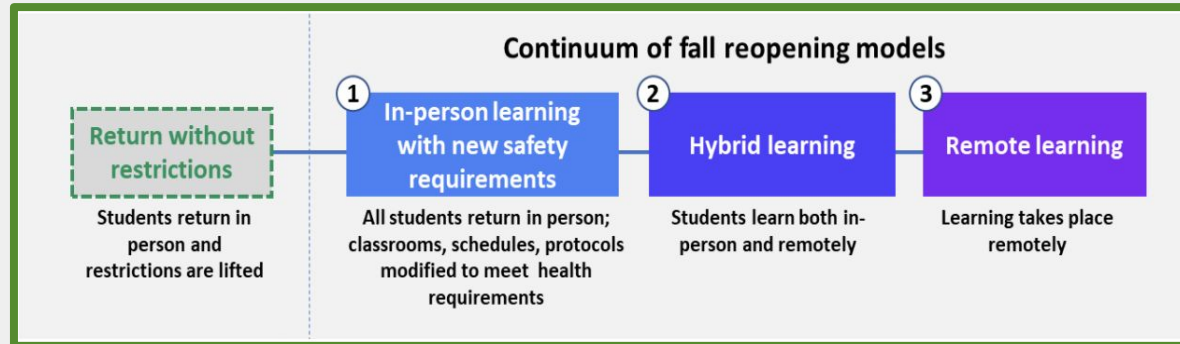 Continuum of fall reopening models
Return without
restrictions
Students return in
person and
restrictions are lifted
1
In-person learning
with new safety
requirements
All students return in person;
classrooms, schedules, protocols
modified to meet health
requirements
2
Hybrid learning
Students learn both in-
person and remotely
3
Remote learning
Learning takes place
remotely